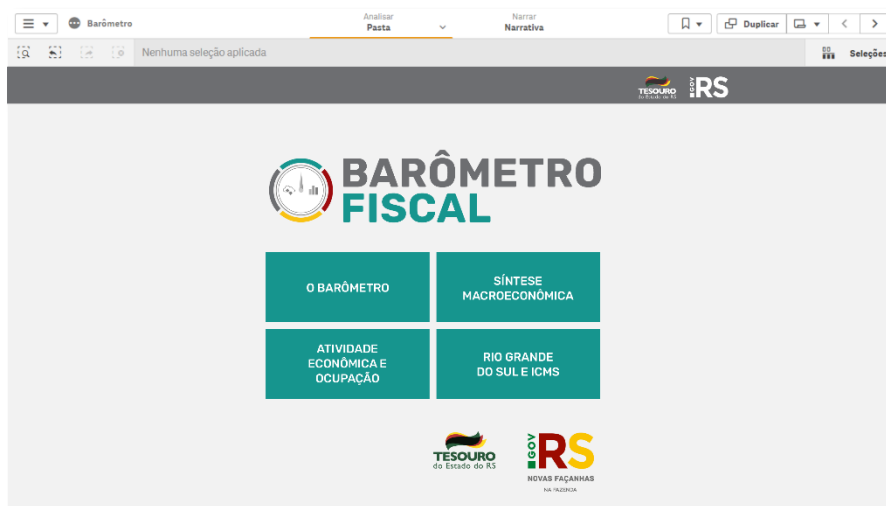 Barômetro
Analisar
Pasta
Narrar
Narrativa
Duplicar
Nenhuma seleção aplicada
Seleções
TESOURO
do Estado do RS
GOV
RS
BARÔMETRO
FISCAL
O BARÔMETRO
SÍNTESE
MACROECONÔMICA
ATIVIDADE
ECONÔMICA E
OCUPAÇÃO
RIO GRANDE
DO SUL E ICMS
TESOURO
do Estado do RS
GOV
RS
NOVAS FAÇANHAS
NA FAZENDA